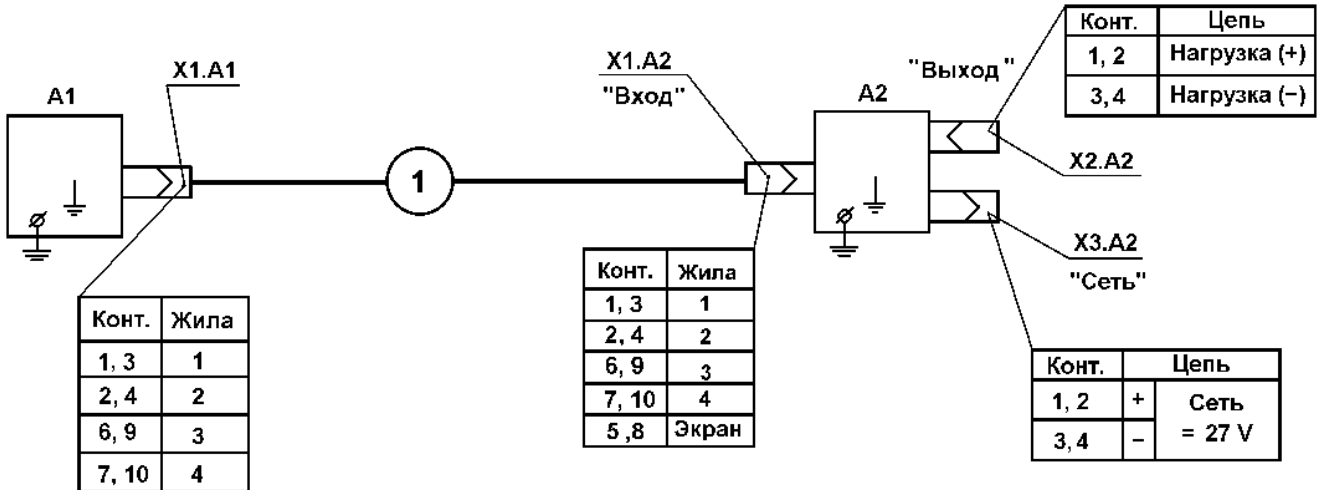 Конт. Цепь
1, 2 Нагрузка (+)
3,4 Нагрузка (−)
X1.A1
X1.A2
"Вход"
"Выход"
A1
A2
X2.A2
1
X3.A2
"Сеть"
Конт. Жила
1, 3 1
2, 4 2
6, 9 3
7, 10 4
5 ,8 Экран
Конт. Жила
1, 3 1
2, 4 2
6, 9 3
7, 10 4
Конт. Цепь
1, 2 + Сеть
3,4 − = 27 V